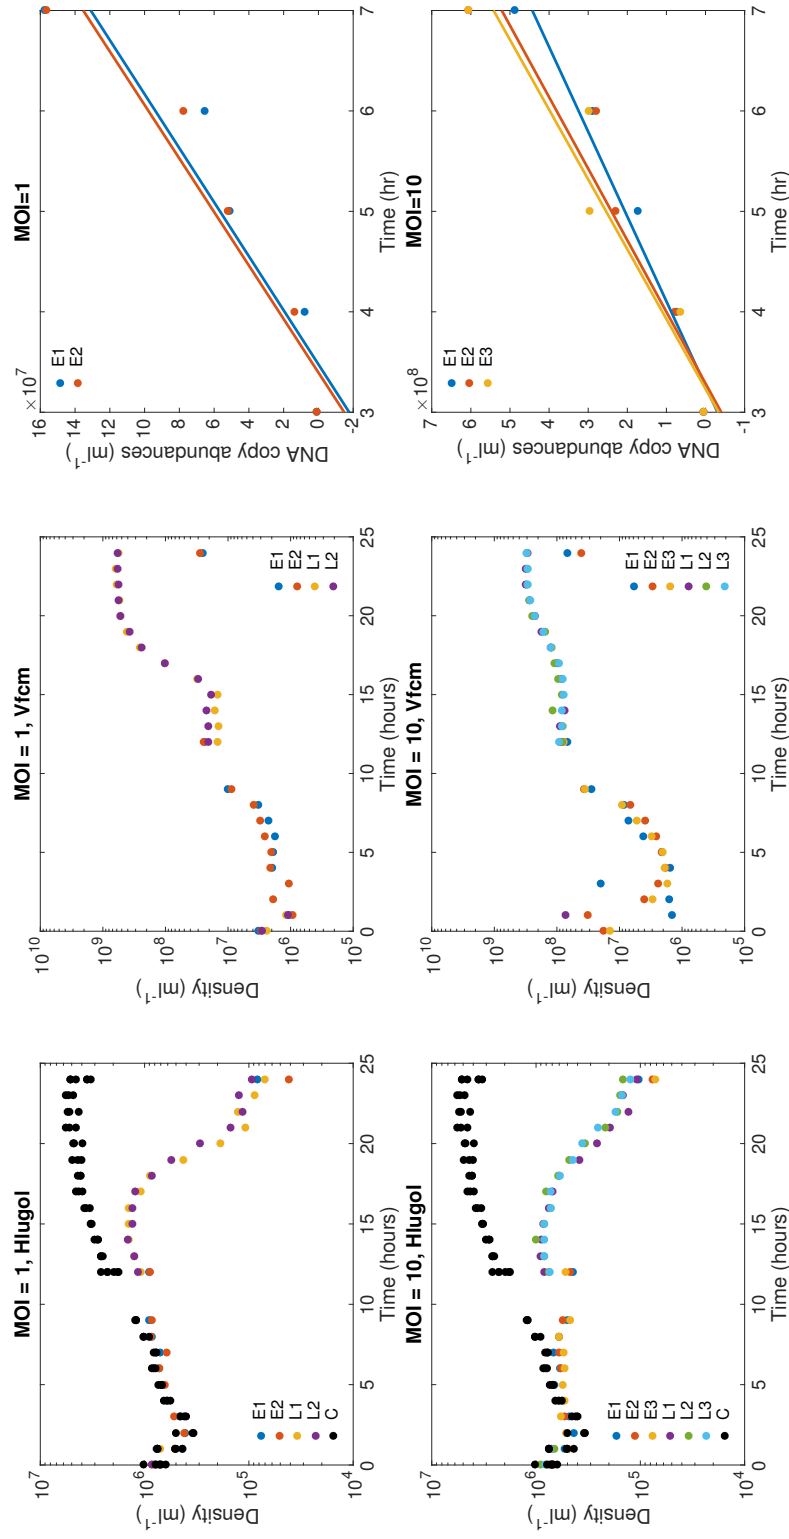 MOI = 1, Hlugol
10^7
10^6
10^5
10^4
Density (ml^-1)
E1
E2
L1
L2
C
0 5 10 15 20 25
Time (hours)
MOI = 1, Vfcm
10^10
10^9
10^8
10^7
10^6
10^5
Density (ml^-1)
E1
E2
L1
L2
0 5 10 15 20 25
Time (hours)
MOI=1
×10^7
16
14
12
10
8
6
4
2
0
-2
DNA copy abundances (ml^-1)
E1
E2
3 4 5 6 7
Time (hr)
MOI = 10, Hlugol
10^7
10^6
10^5
10^4
Density (ml^-1)
E1
E2
E3
L1
L2
L3
C
0 5 10 15 20 25
Time (hours)
MOI = 10, Vfcm
10^10
10^9
10^8
10^7
10^6
10^5
Density (ml^-1)
E1
E2
E3
L1
L2
L3
0 5 10 15 20 25
Time (hours)
MOI=10
×10^8
7
6
5
4
3
2
1
0
-1
DNA copy abundances (ml^-1)
E1
E2
E3
3 4 5 6 7
Time (hr)